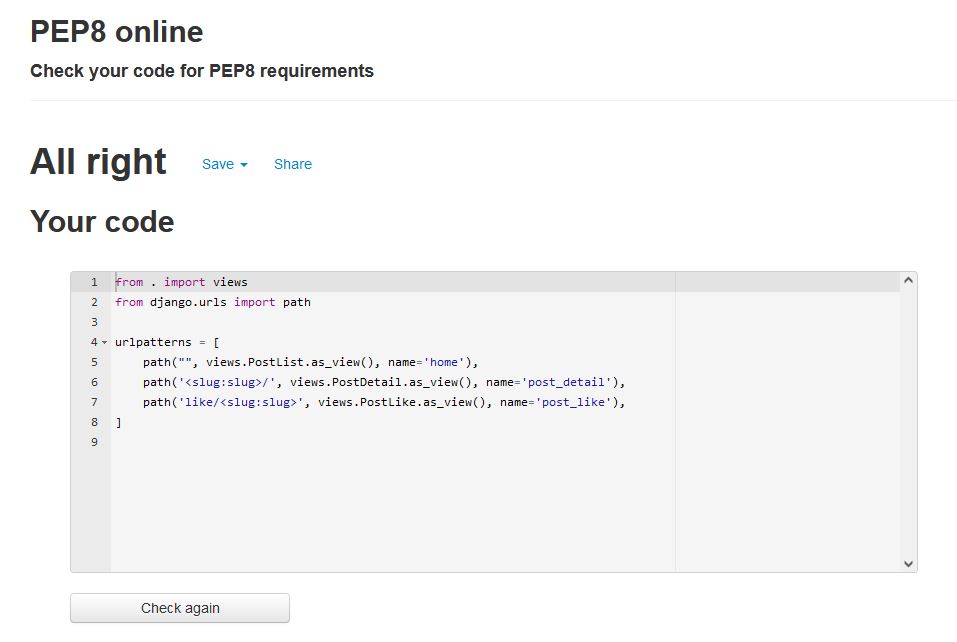 PEP8 online
Check your code for PEP8 requirements
All right Save Share
Your code
1 from . import views
2 from django.urls import path
3
4 urlpatterns = [
5     path("", views.PostList.as_view(), name='home'),
6     path('<slug:slug>/', views.PostDetail.as_view(), name='post_detail'),
7     path('like/<slug:slug>', views.PostLike.as_view(), name='post_like'),
8 ]
9
Check again